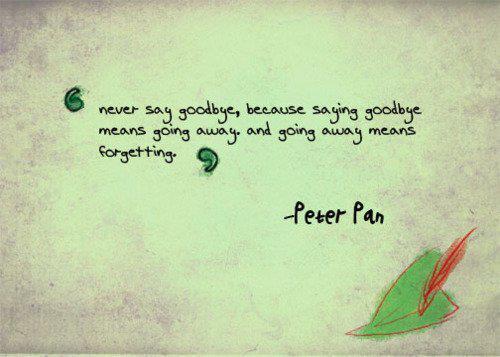 never say goodbye, because saying goodbye
means going away. and going away means
forgetting.
-Peter Pan